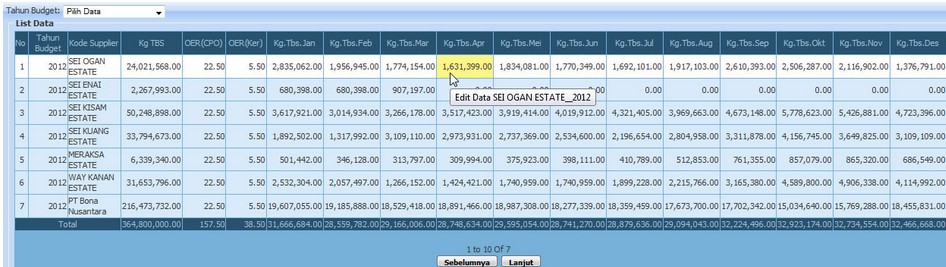 Tahun Budget: Pilih Data
List Data
No Tahun Budget Kode Supplier Kg TBS OER(CPO) OER(Ker) Kg.Tbs.Jan Kg.Tbs.Feb Kg.Tbs.Mar Kg.Tbs.Apr Kg.Tbs.Mei Kg.Tbs.Jun Kg.Tbs.Jul Kg.Tbs.Aug Kg.Tbs.Sep Kg.Tbs.Okt Kg.Tbs.Nov Kg.Tbs.Des
1 2012 SEI OGAN ESTATE 24,021,568.00 22.50 5.50 2,835,062.00 1,956,945.00 1,774,154.00 1,631,399.00 1,834,081.00 1,770,349.00 1,692,101.00 1,917,103.00 2,610,393.00 2,506,287.00 2,116,902.00 1,376,791.00
2 2012 SEI ENAI ESTATE 2,267,993.00 22.50 5.50 680,398.00 680,398.00 907,197.00 0.00 0.00 0.00 0.00 0.00 0.00
Edit Data SEI OGAN ESTATE__2012
3 2012 SEI KISAM ESTATE 50,248,898.00 22.50 5.50 3,617,921.00 3,014,934.00 3,266,178.00 3,517,423.00 3,919,414.00 4,019,912.00 4,321,405.00 3,969,663.00 4,673,148.00 5,778,623.00 5,426,881.00 4,723,396.00
4 2012 SEI KUANG ESTATE 33,794,673.00 22.50 5.50 1,892,502.00 1,317,992.00 3,109,110.00 2,973,931.00 2,737,369.00 2,534,600.00 2,196,654.00 2,804,958.00 3,311,878.00 4,156,745.00 3,649,825.00 3,109,109.00
5 2012 MERAKSA ESTATE 6,339,340.00 22.50 5.50 501,442.00 346,128.00 313,797.00 309,994.00 375,923.00 398,111.00 410,789.00 512,853.00 761,355.00 857,079.00 865,320.00 686,549.00
6 2012 WAY KANAN ESTATE 31,653,796.00 22.50 5.50 2,532,304.00 2,057,497.00 1,266,152.00 1,424,421.00 1,740,959.00 1,740,959.00 1,899,228.00 2,215,766.00 3,165,380.00 4,589,800.00 4,906,338.00 4,114,992.00
7 2012 PT Bona Nusantara 216,473,732.00 22.50 5.50 19,607,055.00 19,185,888.00 18,529,418.00 18,891,466.00 18,987,308.00 18,277,339.00 18,359,459.00 17,673,700.00 17,702,342.00 15,034,640.00 15,769,288.00 18,455,831.00
Total 364,800,000.00 157.50 38.50 31,666,684.00 28,559,782.00 29,166,006.00 28,748,634.00 29,595,054.00 28,741,270.00 28,879,636.00 29,094,043.00 32,224,496.00 32,923,174.00 32,734,554.00 32,466,668.00
1 to 10 Of 7
Sebelumnya Lanjut